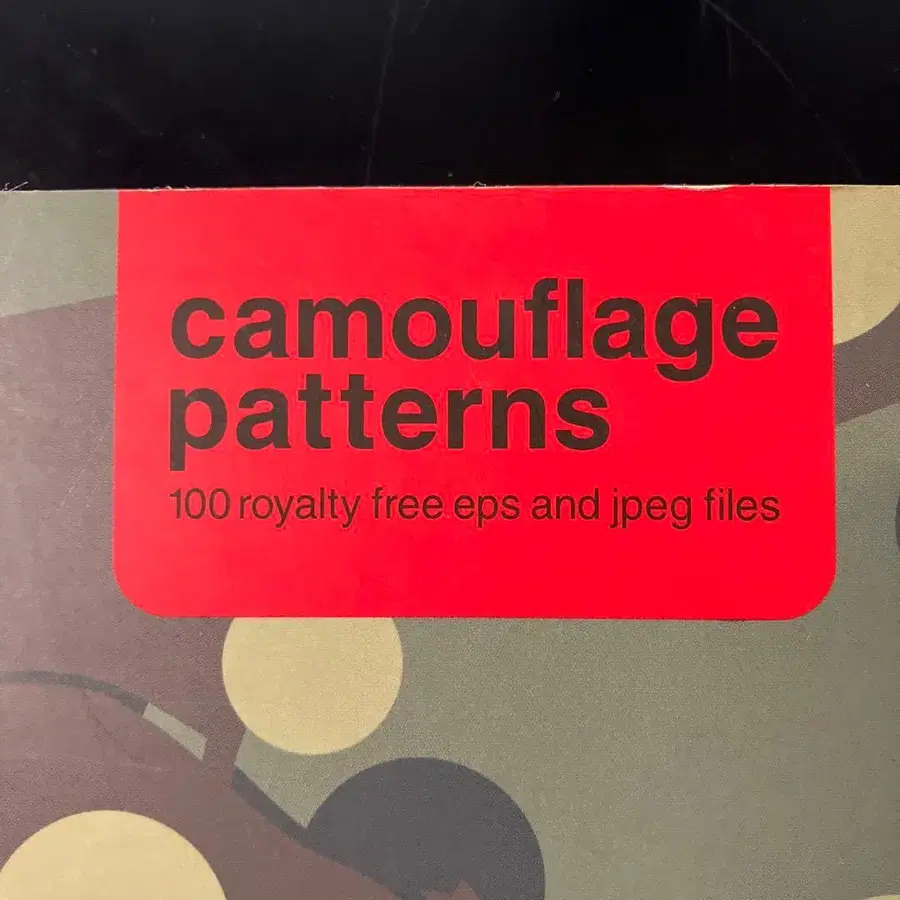 camouflage
patterns
100 royalty free eps and jpeg files